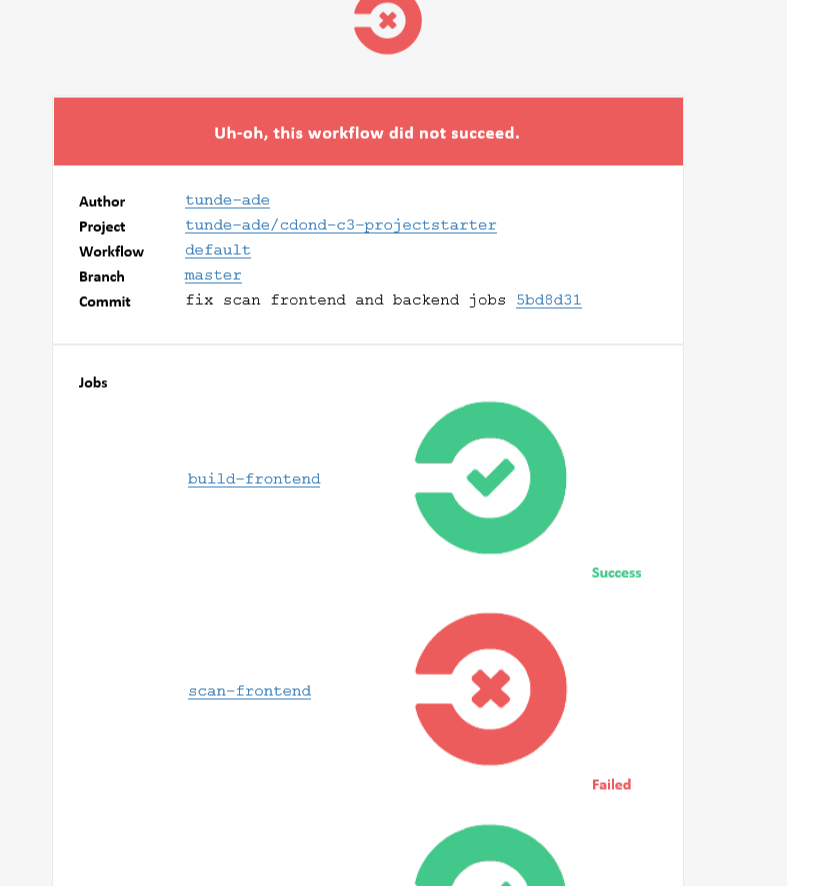 Uh-oh, this workflow did not succeed.
Author tunde-ade
Project tunde-ade/cdond-c3-projectstarter
Workflow default
Branch master
Commit fix scan frontend and backend jobs 5bd8d31
Jobs
build-frontend
Success
scan-frontend
Failed